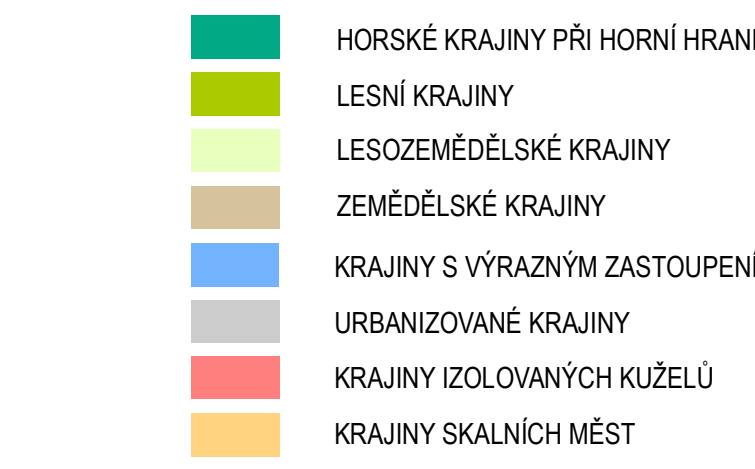 HORSKÉ KRAJINY PŘI HORNÍ
LESNÍ KRAJINY
LESOZEMĚDĚLSKÉ KRAJINY
ZEMĚDĚLSKÉ KRAJINY
KRAJINY S VÝRAZNÝM
URBANIZOVANÉ KRAJINY
KRAJINY IZOLOVANÝCH KUŽELŮ
KRAJINY SKALNÍCH MĚST